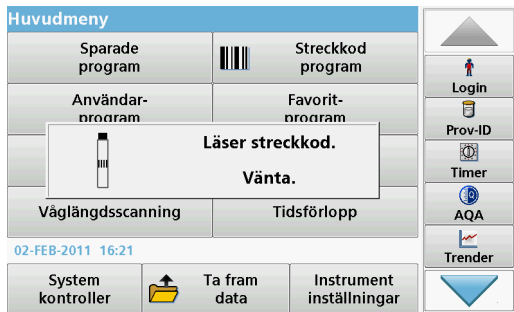 Huvudmeny
Sparade
program
Streckkod
program
Användar-
program
Favorit-
program
Läser streckkod.
Vänta.
Våglängdsscanning
Tidsförlopp
02-FEB-2011 16:21
System
kontroller
Ta fram
data
Instrument
inställningar
Login
Prov-ID
Timer
AQA
Trender